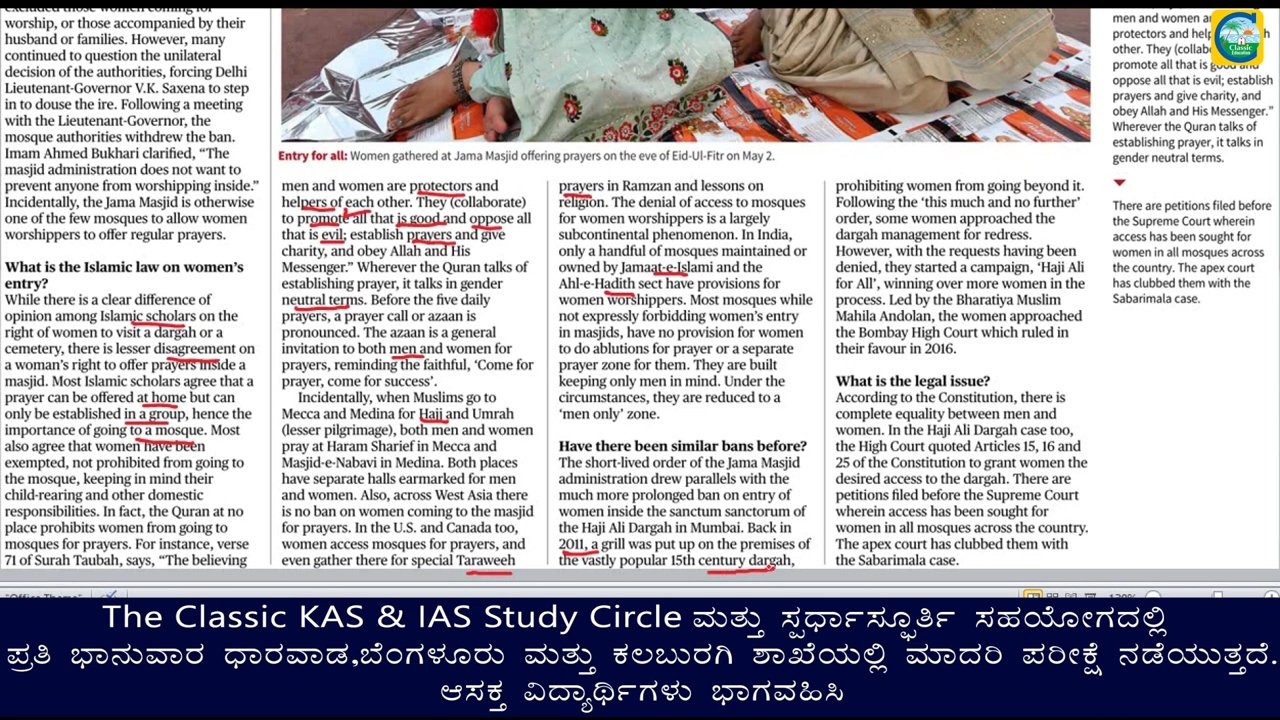 excluded those women coming for
worship, or those accompanied by their
husband or families. However, many
continued to question the unilateral
decision of the authorities, forcing Delhi
Lieutenant-Governor V.K. Saxena to step
in to douse the ire. Following a meeting
with the Lieutenant-Governor, the
mosque authorities withdrew the ban.
Imam Ahmed Bukhari clarified, “The
masjid administration does not want to
prevent anyone from worshipping inside.”
Incidentally, the Jama Masjid is otherwise
one of the few mosques to allow women
worshippers to offer regular prayers.
What is the Islamic law on women’s
entry?
While there is a clear difference of
opinion among Islamic scholars on the
right of women to visit a dargah or a
cemetery, there is lesser disagreement on
a woman’s right to offer prayers inside a
masjid. Most Islamic scholars agree that a
prayer can be offered at home but can
only be established in a group, hence the
importance of going to a mosque. Most
also agree that women have been
exempted, not prohibited from going to
the mosque, keeping in mind their
child-rearing and other domestic
responsibilities. In fact, the Quran at no
place prohibits women from going to
mosques for prayers. For instance, verse
71 of Surah Taubah, says, “The believing
Entry for all: Women gathered at Jama Masjid offering prayers on the eve of Eid-Ul-Fitr on May 2.
men and women are protectors and
helpers of each other. They (collaborate)
to promote all that is good and oppose all
that is evil; establish prayers and give
charity, and obey Allah and His
Messenger.” Wherever the Quran talks of
establishing prayer, it talks in gender
neutral terms. Before the five daily
prayers, a prayer call or azaan is
pronounced. The azaan is a general
invitation to both men and women for
prayers, reminding the faithful, ‘Come for
prayer, come for success’.
Incidentally, when Muslims go to
Mecca and Medina for Hajj and Umrah
(lesser pilgrimage), both men and women
pray at Haram Sharief in Mecca and
Masjid-e-Nabavi in Medina. Both places
have separate halls earmarked for men
and women. Also, across West Asia there
is no ban on women coming to the masjid
for prayers. In the U.S. and Canada too,
women access mosques for prayers, and
even gather there for special Taraweeh
prayers in Ramzan and lessons on
religion. The denial of access to mosques
for women worshippers is a largely
subcontinental phenomenon. In India,
only a handful of mosques maintained or
owned by Jamaat-e-Islami and the
Ahl-e-Hadith sect have provisions for
women worshippers. Most mosques while
not expressly forbidding women’s entry
in masjids, have no provision for women
to do ablutions for prayer or a separate
prayer zone for them. They are built
keeping only men in mind. Under the
circumstances, they are reduced to a
‘men only’ zone.
Have there been similar bans before?
The short-lived order of the Jama Masjid
administration drew parallels with the
much more prolonged ban on entry of
women inside the sanctum sanctorum of
the Haji Ali Dargah in Mumbai. Back in
2011, a grill was put up on the premises of
the vastly popular 15th century dargah,
prohibiting women from going beyond it.
Following the ‘this much and no further’
order, some women approached the
dargah management for redress.
However, with the requests having been
denied, they started a campaign, ‘Haji Ali
for All’, winning over more women in the
process. Led by the Bharatiya Muslim
Mahila Andolan, the women approached
the Bombay High Court which ruled in
their favour in 2016.
What is the legal issue?
According to the Constitution, there is
complete equality between men and
women. In the Haji Ali Dargah case too,
the High Court quoted Articles 15, 16 and
25 of the Constitution to grant women the
desired access to the dargah. There are
petitions filed before the Supreme Court
wherein access has been sought for
women in all mosques across the country.
The apex court has clubbed them with
the Sabarimala case.
men and women ar
protectors and help h
other. They (collab
promote all that is good and
oppose all that is evil; establish
prayers and give charity, and
obey Allah and His Messenger.”
Wherever the Quran talks of
establishing prayer, it talks in
gender neutral terms.
There are petitions filed before
the Supreme Court wherein
access has been sought for
women in all mosques across
the country. The apex court
has clubbed them with the
Sabarimala case.
Classic
Education
"Office Theme"
120%
The Classic KAS & IAS Study Circle ಮತ್ತು ಸ್ಪರ್ಧಾಸ್ಫೂರ್ತಿ ಸಹಯೋಗದಲ್ಲಿ
ಪ್ರತಿ ಭಾನುವಾರ ಧಾರವಾಡ,ಬೆಂಗಳೂರು ಮತ್ತು ಕಲಬುರಗಿ ಶಾಖೆಯಲ್ಲಿ ಮಾದರಿ ಪರೀಕ್ಷೆ ನಡೆಯುತ್ತದೆ.
ಆಸಕ್ತ ವಿದ್ಯಾರ್ಥಿಗಳು ಭಾಗವಹಿಸಿ